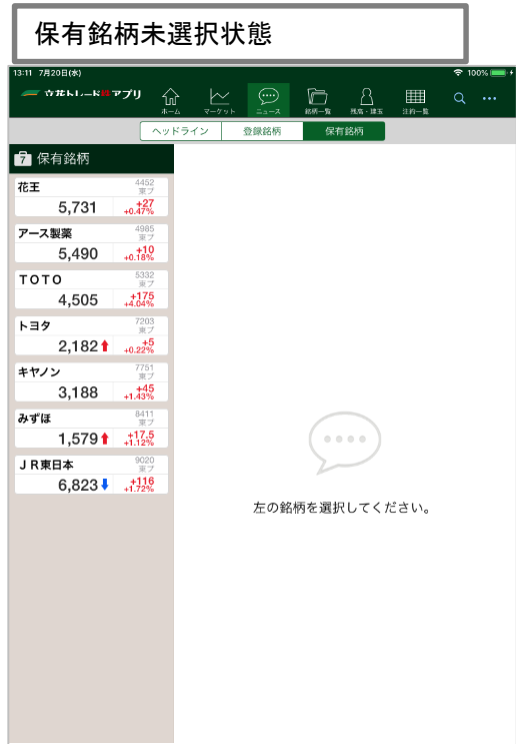 保有銘柄未選択状態
13:11 7月20日(水)
100%
立花トレード株アプリ
ホーム
マーケット
ニュース
銘柄一覧
残高・建玉
注約一覧
ヘッドライン
登録銘柄
保有銘柄
7 保有銘柄
花王 4452
東プ
5,731 +27
+0.47%
アース製薬 4985
東プ
5,490 +10
+0.18%
ＴＯＴＯ 5332
東プ
4,505 +175
+4.04%
トヨタ 7203
東プ
2,182 +5
+0.22%
キヤノン 7751
東プ
3,188 +45
+1.43%
みずほ 8411
東プ
1,579 +17.5
+1.12%
ＪＲ東日本 9020
東プ
6,823 +116
+1.72%
左の銘柄を選択してください。